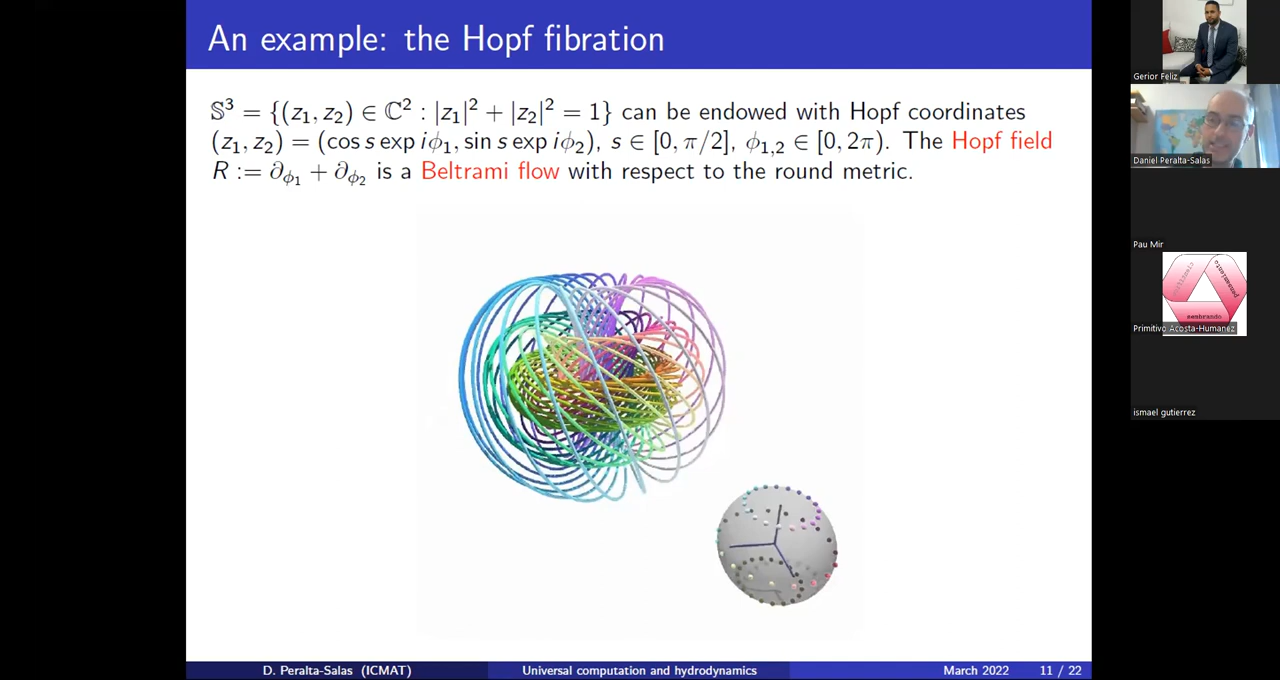 An example: the Hopf fibration
𝕊³ = {(z₁, z₂) ∈ ℂ² : |z₁|² + |z₂|² = 1} can be endowed with Hopf coordinates
(z₁, z₂) = (cos s exp iϕ₁, sin s exp iϕ₂), s ∈ [0, π/2], ϕ₁,₂ ∈ [0, 2π). The Hopf field
R := ∂ϕ₁ + ∂ϕ₂ is a Beltrami flow with respect to the round metric.
D. Peralta-Salas (ICMAT) Universal computation and hydrodynamics March 2022 11 / 22
Gerior Feliz
Daniel Peralta-Salas
Pau Mir
pensamiento
sembrando
Primitivo Acosta-Humanez
ismael gutierrez